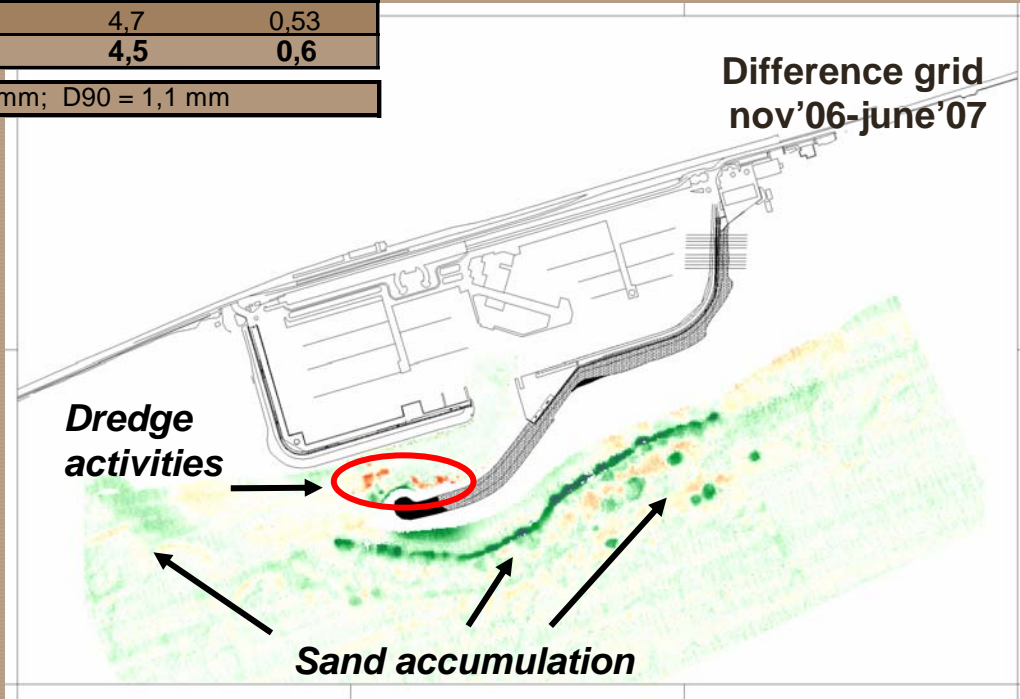 4,7 0,53
4,5 0,6
mm; D90 = 1,1 mm
Difference grid
nov’06-june’07
Dredge
activities
Sand accumulation